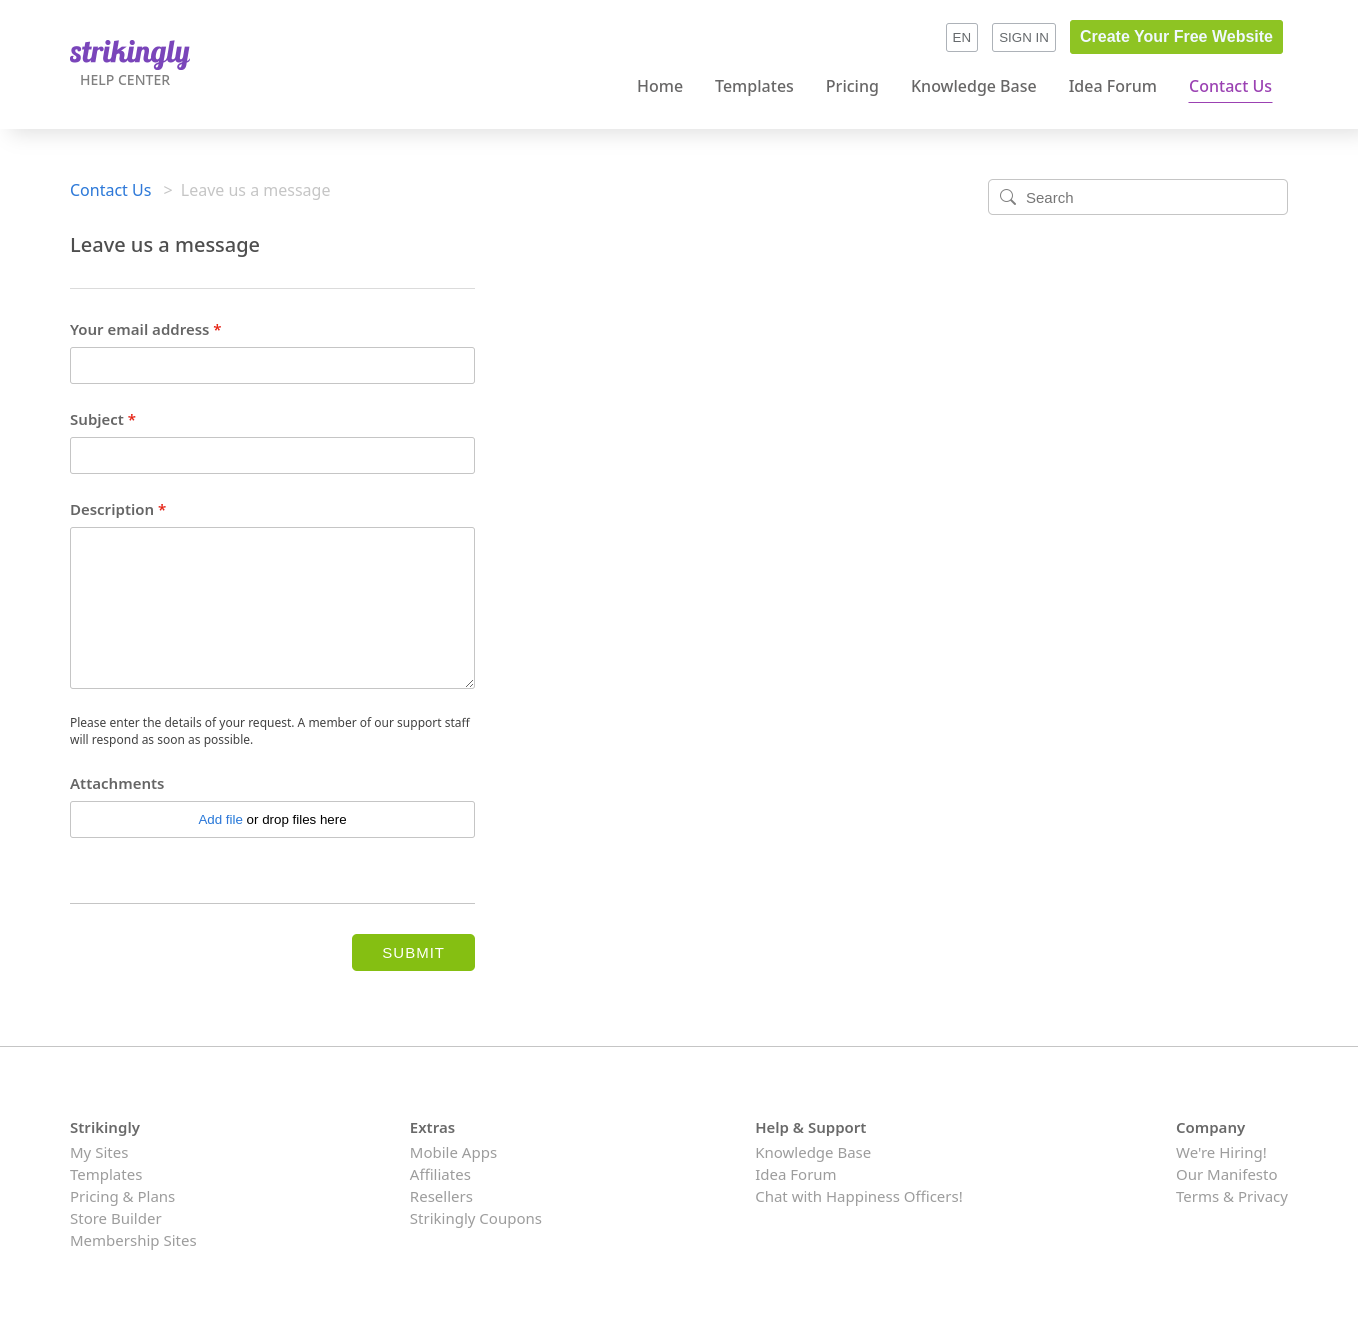 strikingly
HELP CENTER
EN
SIGN IN
Create Your Free Website
Home
Templates
Pricing
Knowledge Base
Idea Forum
Contact Us
Contact Us > Leave us a message
Search
Leave us a message
Your email address *
Subject *
Description *
Please enter the details of your request. A member of our support staff
will respond as soon as possible.
Attachments
Add file or drop files here
SUBMIT
Strikingly
My Sites
Templates
Pricing & Plans
Store Builder
Membership Sites
Extras
Mobile Apps
Affiliates
Resellers
Strikingly Coupons
Help & Support
Knowledge Base
Idea Forum
Chat with Happiness Officers!
Company
We're Hiring!
Our Manifesto
Terms & Privacy